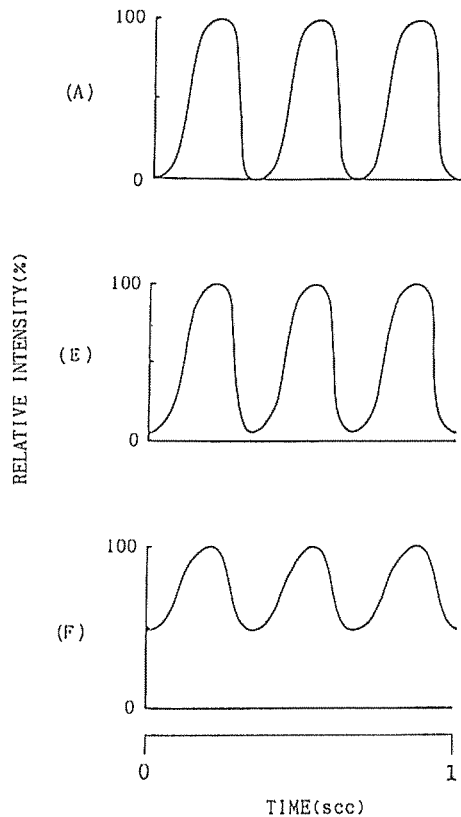 100
(A)
0
RELATIVE INTENSITY(%)
100
(E)
0
100
(F)
0
0 1
TIME(scc)